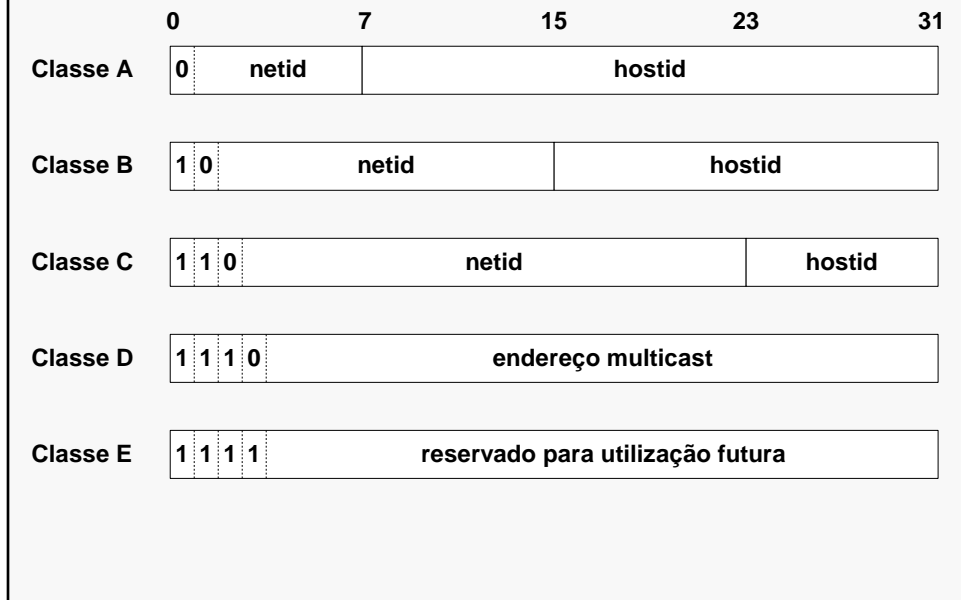 0 7 15 23 31
Classe A 0 netid hostid
Classe B 1 0 netid hostid
Classe C 1 1 0 netid hostid
Classe D 1 1 1 0 endereço multicast
Classe E 1 1 1 1 reservado para utilização futura